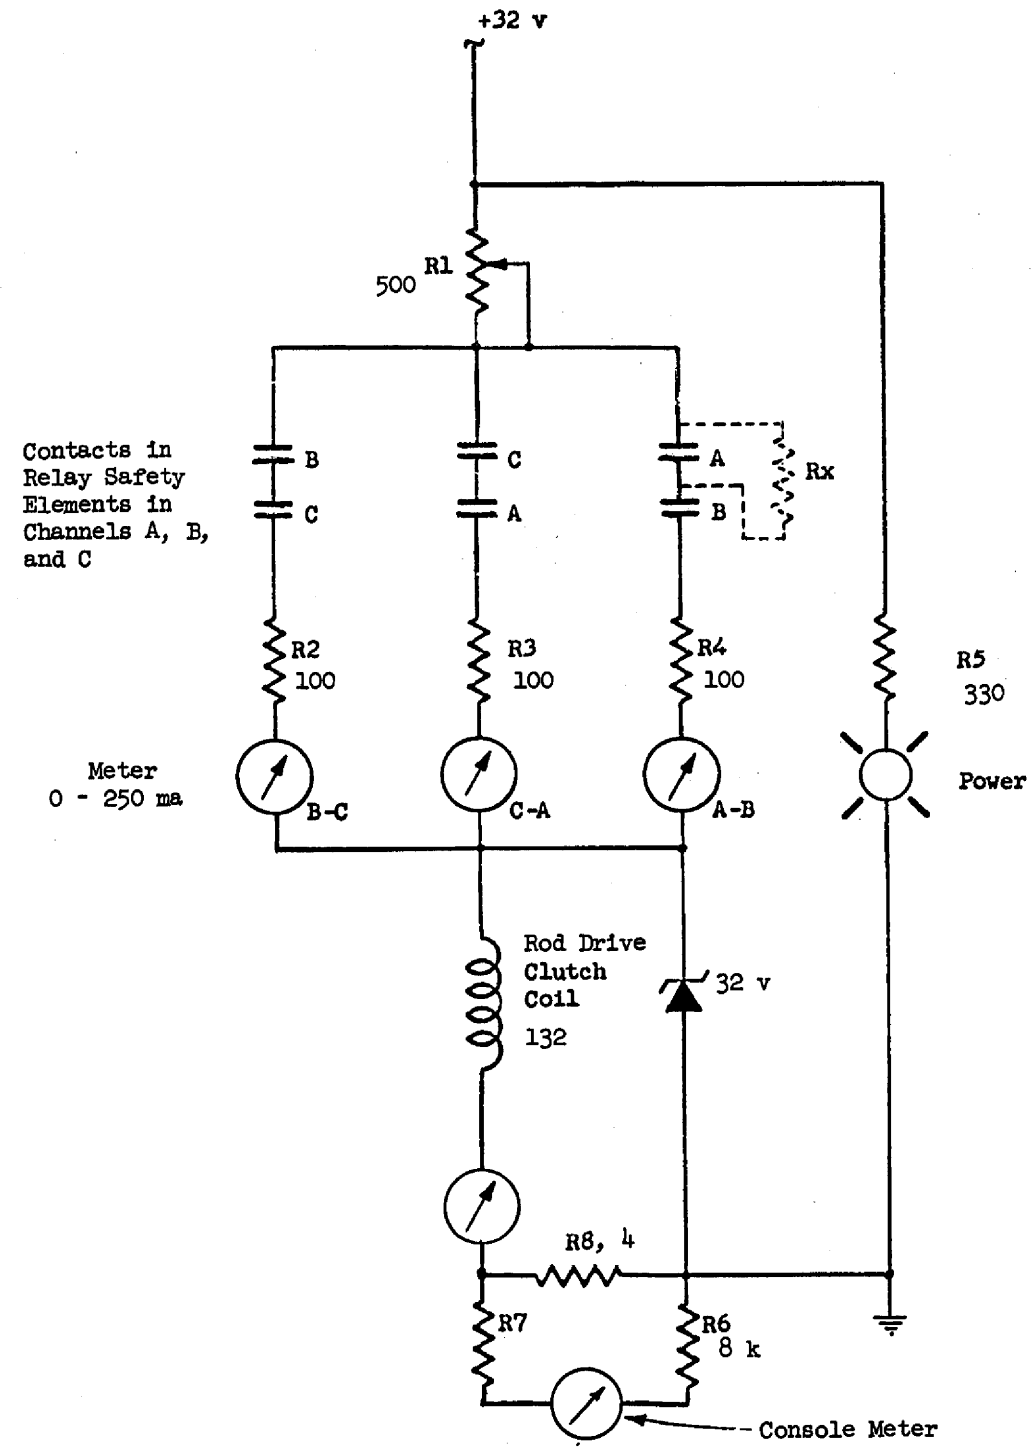 +32 v
R1
500
Contacts in
Relay Safety
Elements in
Channels A, B,
and C
B
C
C
A
A
B
Rx
R2
100
R3
100
R4
100
R5
330
Meter
0 - 250 ma
B-C
C-A
A-B
Power
Rod Drive
Clutch
Coil
132
32 v
R8, 4
R7
R6
8 k
Console Meter